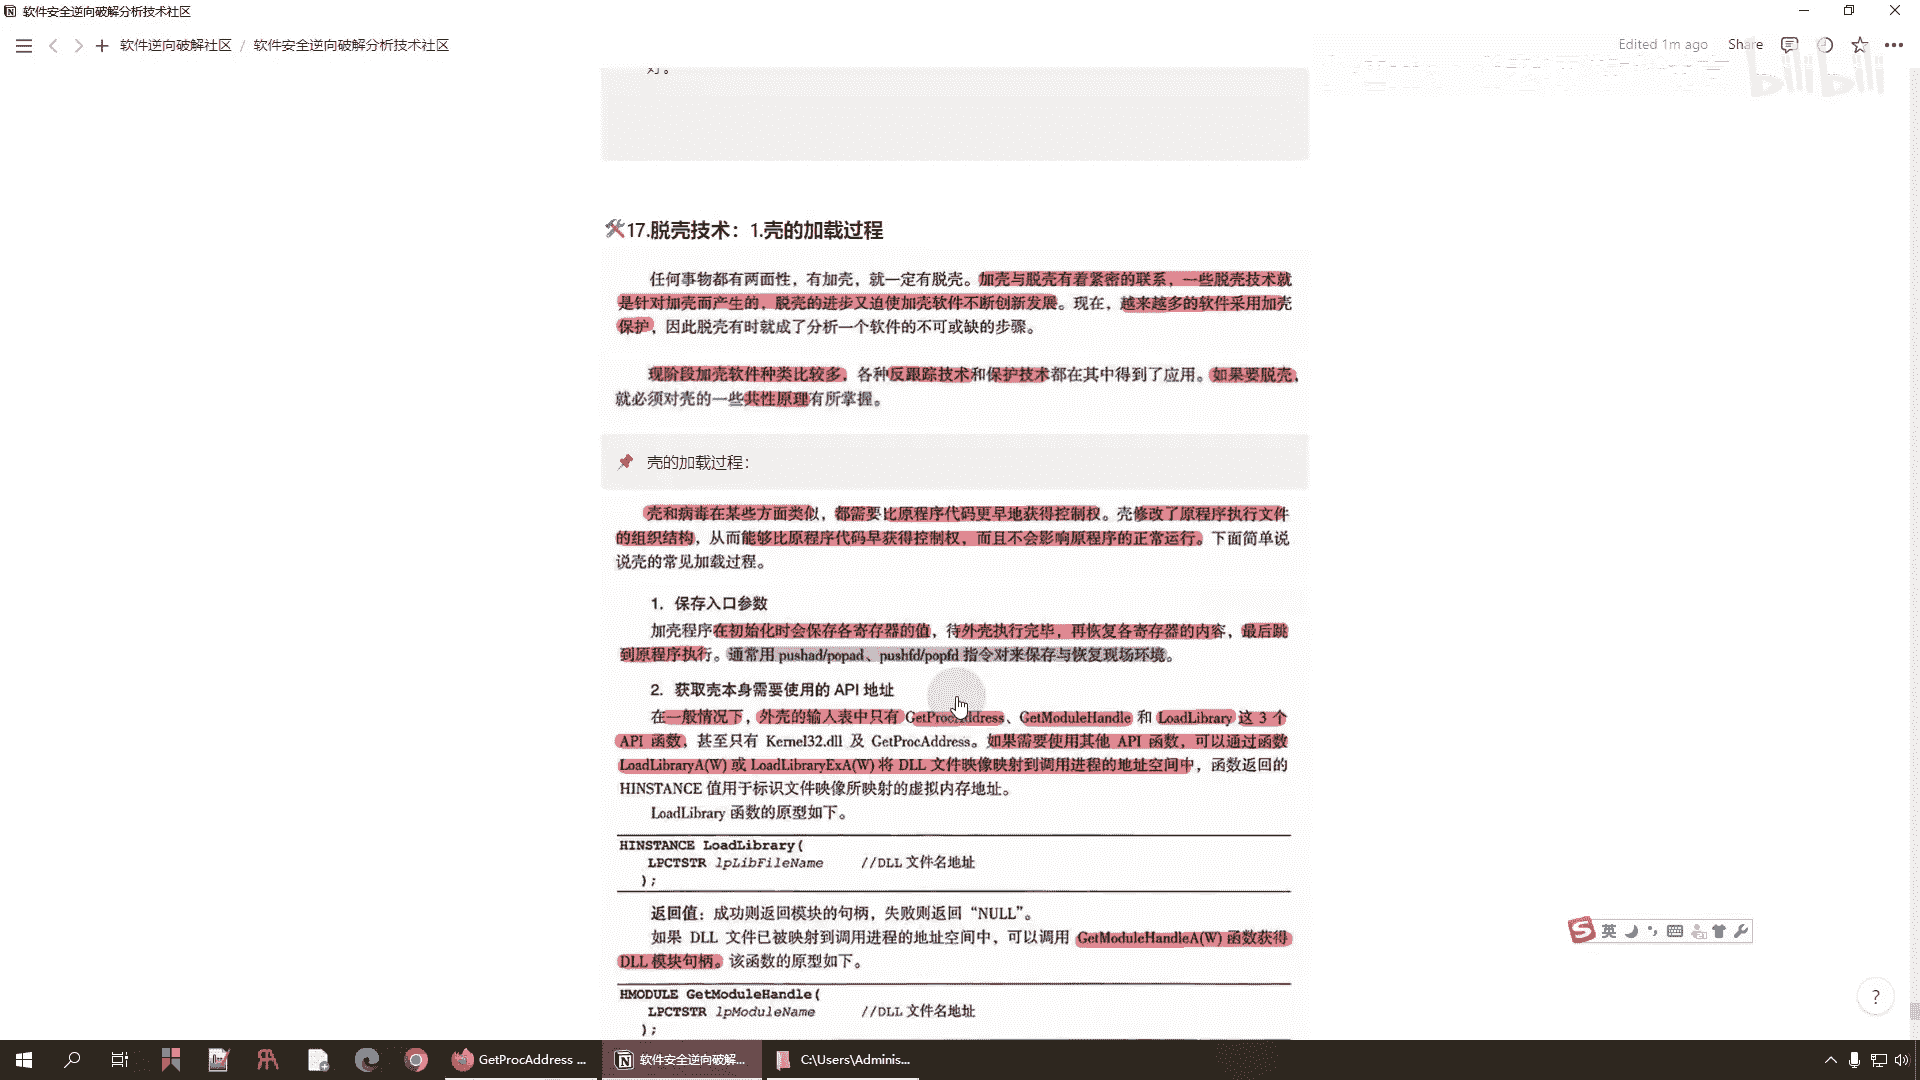 软件安全逆向破解分析技术社区
软件逆向破解社区 / 软件安全逆向破解分析技术社区
Edited 1m ago Share
对。
17.脱壳技术：1.壳的加载过程
任何事物都有两面性，有加壳，就一定有脱壳。加壳与脱壳有着紧密的联系，一些脱壳技术就
是针对加壳而产生的，脱壳的进步又迫使加壳软件不断创新发展。现在，越来越多的软件采用加壳
保护，因此脱壳有时就成了分析一个软件的不可或缺的步骤。
现阶段加壳软件种类比较多，各种反跟踪技术和保护技术都在其中得到了应用。如果要脱壳，
就必须对壳的一些共性原理有所掌握。
壳的加载过程：
壳和病毒在某些方面类似，都需要比原程序代码更早地获得控制权。壳修改了原程序执行文件
的组织结构，从而能够比原程序代码早获得控制权，而且不会影响原程序的正常运行。下面简单说
说壳的常见加载过程。
1. 保存入口参数
加壳程序在初始化时会保存各寄存器的值，待外壳执行完毕，再恢复各寄存器的内容，最后跳
到原程序执行。通常用 pushad/popad、pushfd/popfd 指令对来保存与恢复现场环境。
2. 获取壳本身需要使用的 API 地址
在一般情况下，外壳的输入表中只有 GetProcAddress、GetModuleHandle 和 LoadLibrary 这 3 个
API 函数，甚至只有 Kernel32.dll 及 GetProcAddress。如果需要使用其他 API 函数，可以通过函数
LoadLibraryA(W) 或 LoadLibraryExA(W) 将 DLL 文件映像映射到调用进程的地址空间中，函数返回的
HINSTANCE 值用于标识文件映像所映射的虚拟内存地址。
LoadLibrary 函数的原型如下。
HINSTANCE LoadLibrary(
LPCTSTR lpLibFileName //DLL 文件名地址
);
返回值：成功则返回模块的句柄，失败则返回“NULL”。
如果 DLL 文件已被映射到调用进程的地址空间中，可以调用 GetModuleHandleA(W) 函数获得
DLL 模块句柄。该函数的原型如下。
HMODULE GetModuleHandle(
LPCTSTR lpModuleName //DLL 文件名地址
);
英
?
GetProcAddress ...
软件安全逆向破解...
C:\Users\Adminis...
bilibili